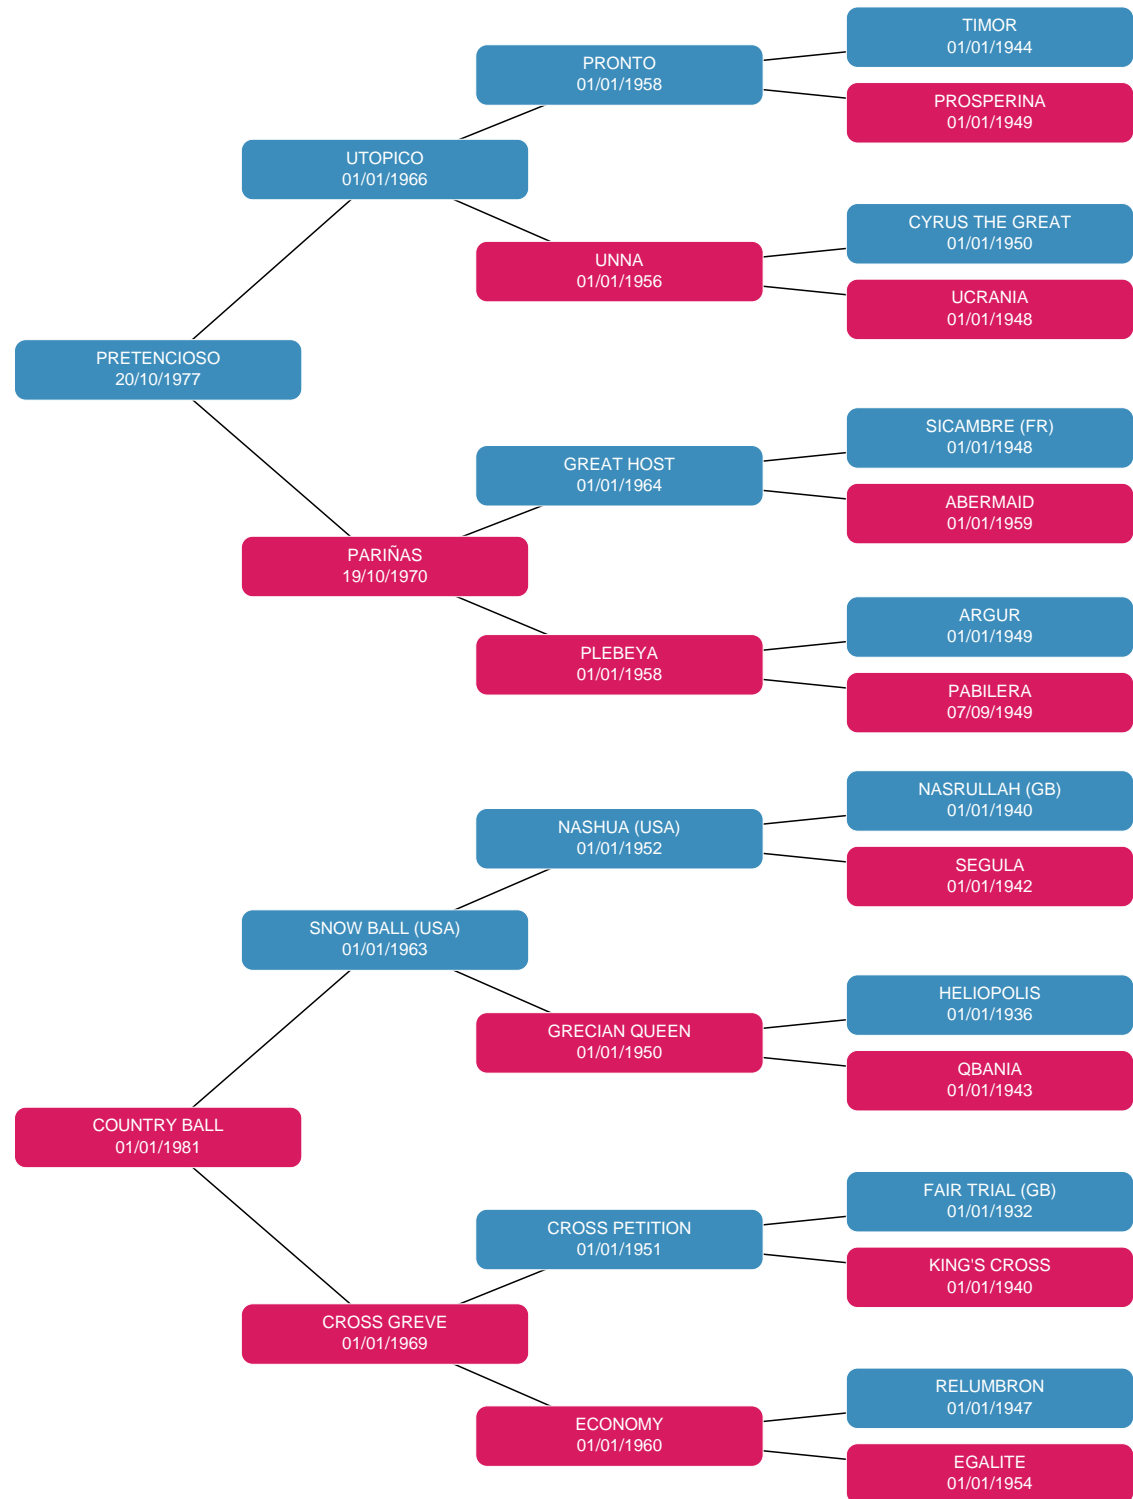 TIMOR
01/01/1944
PRONTO
01/01/1958
PROSPERINA
01/01/1949
UTOPICO
01/01/1966
CYRUS THE GREAT
01/01/1950
UNNA
01/01/1956
UCRANIA
01/01/1948
PRETENCIOSO
20/10/1977
SICAMBRE (FR)
01/01/1948
GREAT HOST
01/01/1964
ABERMAID
01/01/1959
PARIÑAS
19/10/1970
ARGUR
01/01/1949
PLEBEYA
01/01/1958
PABILERA
07/09/1949
NASRULLAH (GB)
01/01/1940
NASHUA (USA)
01/01/1952
SEGULA
01/01/1942
SNOW BALL (USA)
01/01/1963
HELIOPOLIS
01/01/1936
GRECIAN QUEEN
01/01/1950
QBANIA
01/01/1943
COUNTRY BALL
01/01/1981
FAIR TRIAL (GB)
01/01/1932
CROSS PETITION
01/01/1951
KING'S CROSS
01/01/1940
CROSS GREVE
01/01/1969
RELUMBRON
01/01/1947
ECONOMY
01/01/1960
EGALITE
01/01/1954